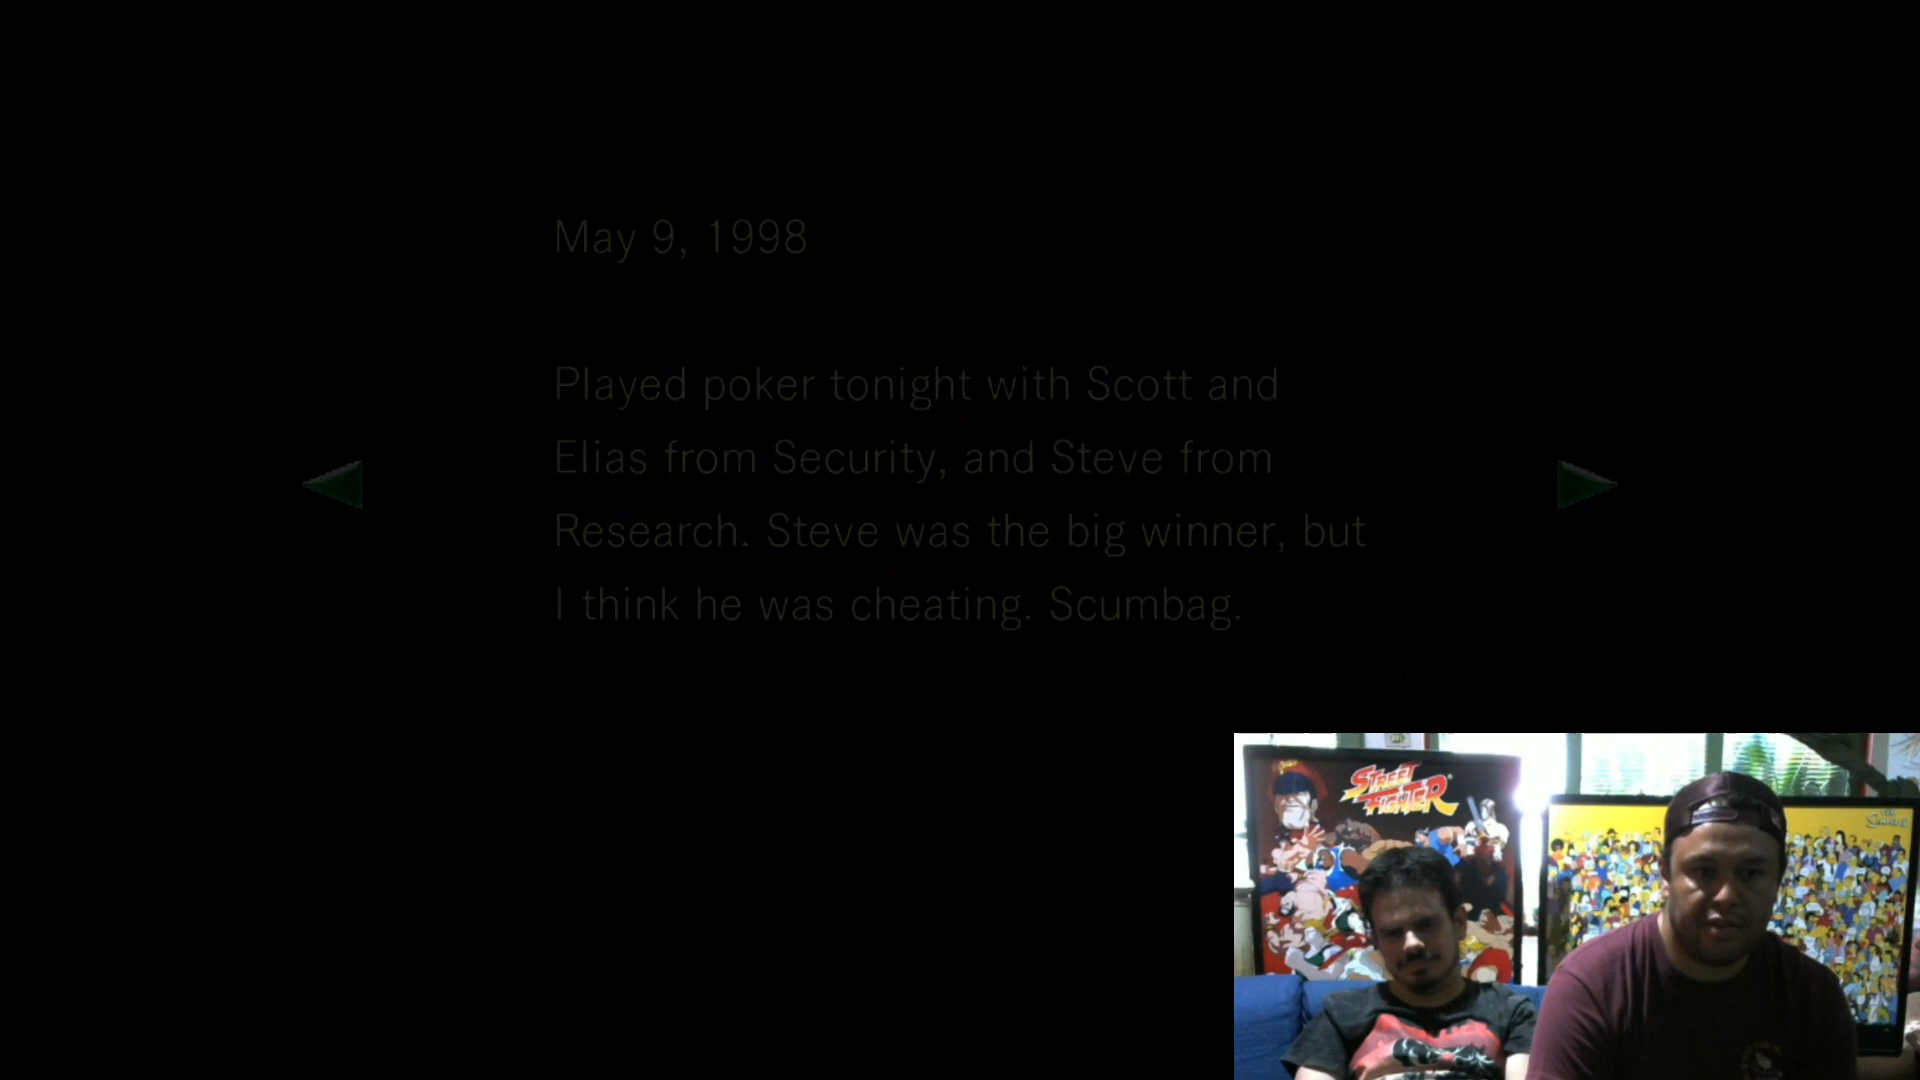 May 9, 1998
Played poker tonight with Scott and
Elias from Security, and Steve from
Research. Steve was the big winner, but
I think he was cheating. Scumbag.
STREET
FIGHTER